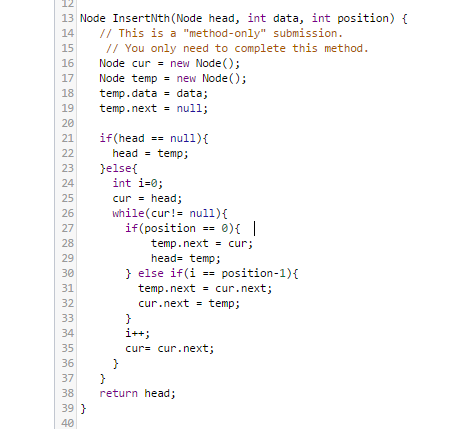 12
13 Node InsertNth(Node head, int data, int position) {
14 // This is a "method-only" submission.
15 // You only need to complete this method.
16 Node cur = new Node();
17 Node temp = new Node();
18 temp.data = data;
19 temp.next = null;
20
21 if(head == null){
22 head = temp;
23 }else{
24 int i=0;
25 cur = head;
26 while(cur!= null){
27 if(position == 0){
28 temp.next = cur;
29 head= temp;
30 } else if(i == position-1){
31 temp.next = cur.next;
32 cur.next = temp;
33 }
34 i++;
35 cur= cur.next;
36 }
37 }
38 return head;
39 }
40